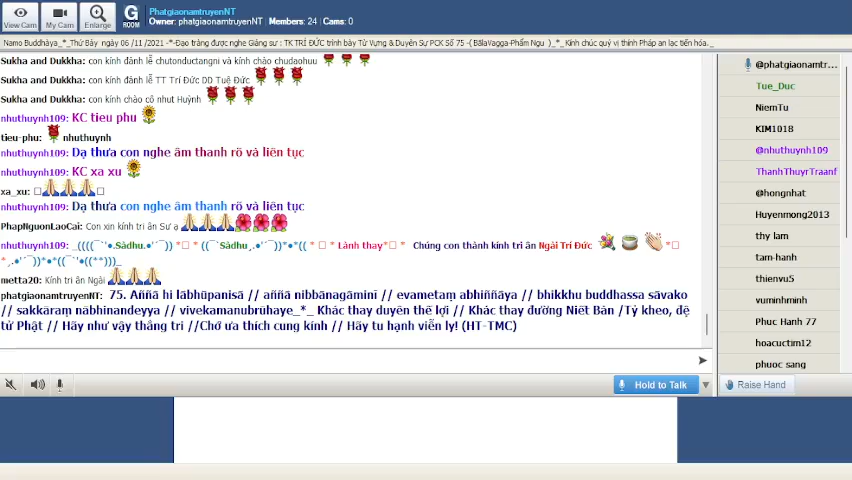 View Cam
My Cam
Enlarge
G
ROOM
PhatgiaonamtruyenNT
Owner: phatgiaonamtruyenNT | Members: 24 | Cams: 0
Namo Buddhàya_*_Thứ Bảy ngày 06 /11 /2021 -*-Đạo tràng được nghe Giảng sư : TK TRÍ ĐỨC trình bày Từ Vựng & Duyên Sự PCK Số 75 -( BãlaVagga-Phẩm Ngu )_*_Kính chúc quý vị thính Pháp an lạc tiến hóa._
Sukha and Dukkha: con kính đảnh lễ chutonductangni và kính chào chudaohuu
Sukha and Dukkha: con kính đảnh lễ TT Trí Đức DD Tuệ Đức
Sukha and Dukkha: con kính chào cô nhut Huỳnh
nhuthuynh109: KC tieu phu
tieu-phu: nhuthuynh
nhuthuynh109: Dạ thưa con nghe âm thanh rõ và liên tục
nhuthuynh109: KC xa xu
xa_xu:
nhuthuynh109: Dạ thưa con nghe âm thanh rõ và liên tục
PhapNguonLaoCai: Con xin kính tri ân Sư ạ
nhuthuynh109: _((((¯`'•.Sàdhu.•'´¯)) *□ * ((¯`Sàdhu¸.•'´¯))*•*(( * □ * Lành thay*□ * Chúng con thành kính tri ân Ngài Trí Đức *□
*¸.•'´¯))*•*((¯`'•((**)))_
metta20: Kính tri ân Ngài
phatgiaonamtruyenNT: 75. Aññā hi lābhūpanisā // aññā nibbānagāminī // evametaṃ abhiññāya // bhikkhu buddhassa sāvako
// sakkāraṃ nābhinandeyya // vivekamanubrūhaye_*_ Khác thay duyên thế lợi // Khác thay đường Niết Bàn /Tỳ kheo, đệ
tử Phật // Hãy như vậy thắng tri //Chớ ưa thích cung kính // Hãy tu hạnh viễn ly! (HT-TMC)
Hold to Talk
@phatgiaonamtr...
Tue_Duc
NiemTu
KIM1018
@nhuthuynh109
ThanhThuyrTraanf
@hongnhat
Huyenmong2013
thy lam
tam-hanh
thienvu5
vuminhminh
Phuc Hanh 77
hoacuctim12
phuoc sang
Raise Hand